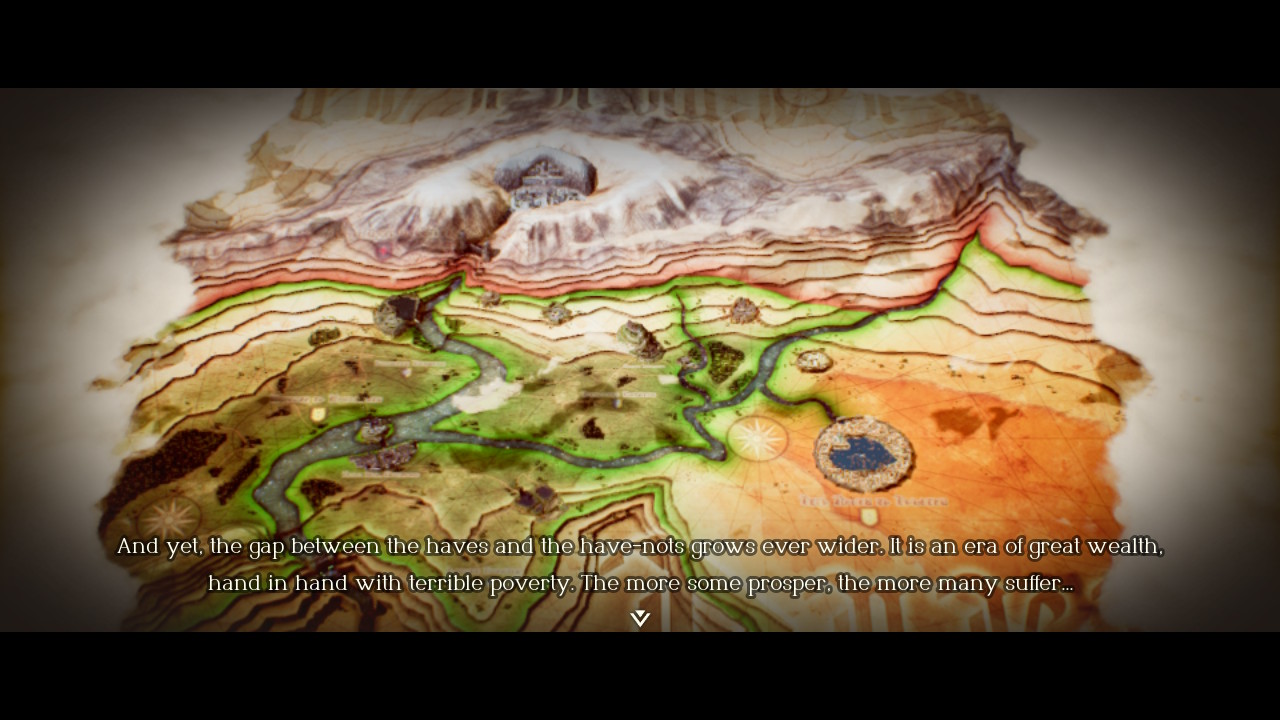 And yet, the gap between the haves and the have-nots grows ever wider. It is an era of great wealth,
hand in hand with terrible poverty. The more some prosper, the more many suffer...